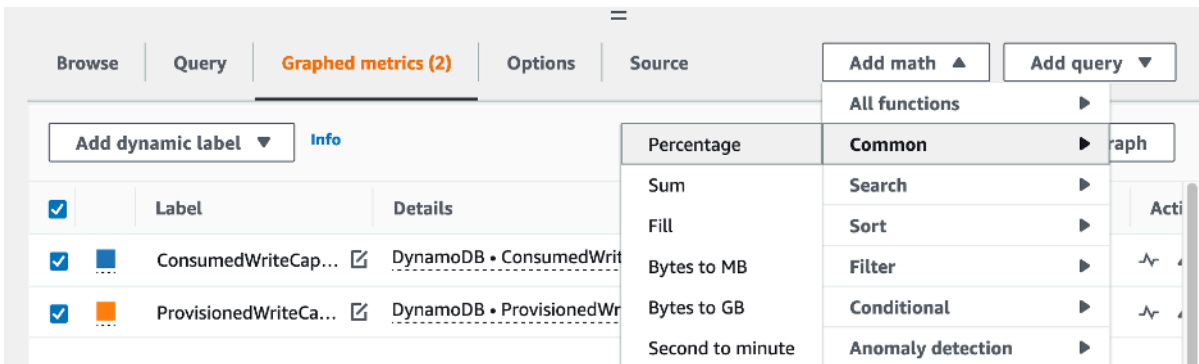 Browse Query Graphed metrics (2) Options Source Add math Add query
All functions
Add dynamic label Info Percentage Common raph
Sum Search
Label Details Acti
Fill Sort
ConsumedWriteCap... DynamoDB • ConsumedWrit
Bytes to MB Filter
ProvisionedWriteCa... DynamoDB • ProvisionedWr
Bytes to GB Conditional
Second to minute Anomaly detection